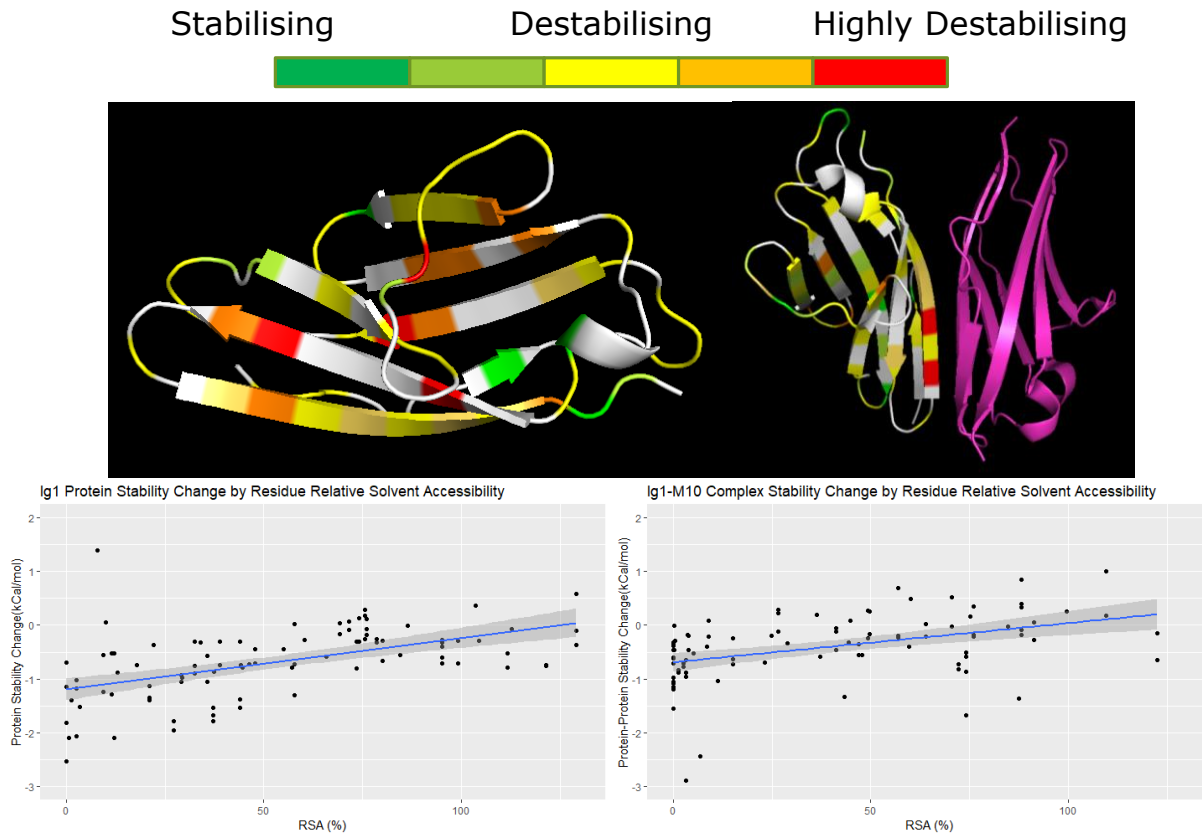 Stabilising Destabilising Highly Destabilising
Ig1 Protein Stability Change by Residue Relative Solvent Accessibility
Protein Stability Change(kCal/mol)
2
1
0
-1
-2
-3
0 50 100
RSA (%)
Ig1-M10 Complex Stability Change by Residue Relative Solvent Accessibility
Protein-Protein Stability Change(kCal/mol)
2
1
0
-1
-2
-3
0 50 100
RSA (%)